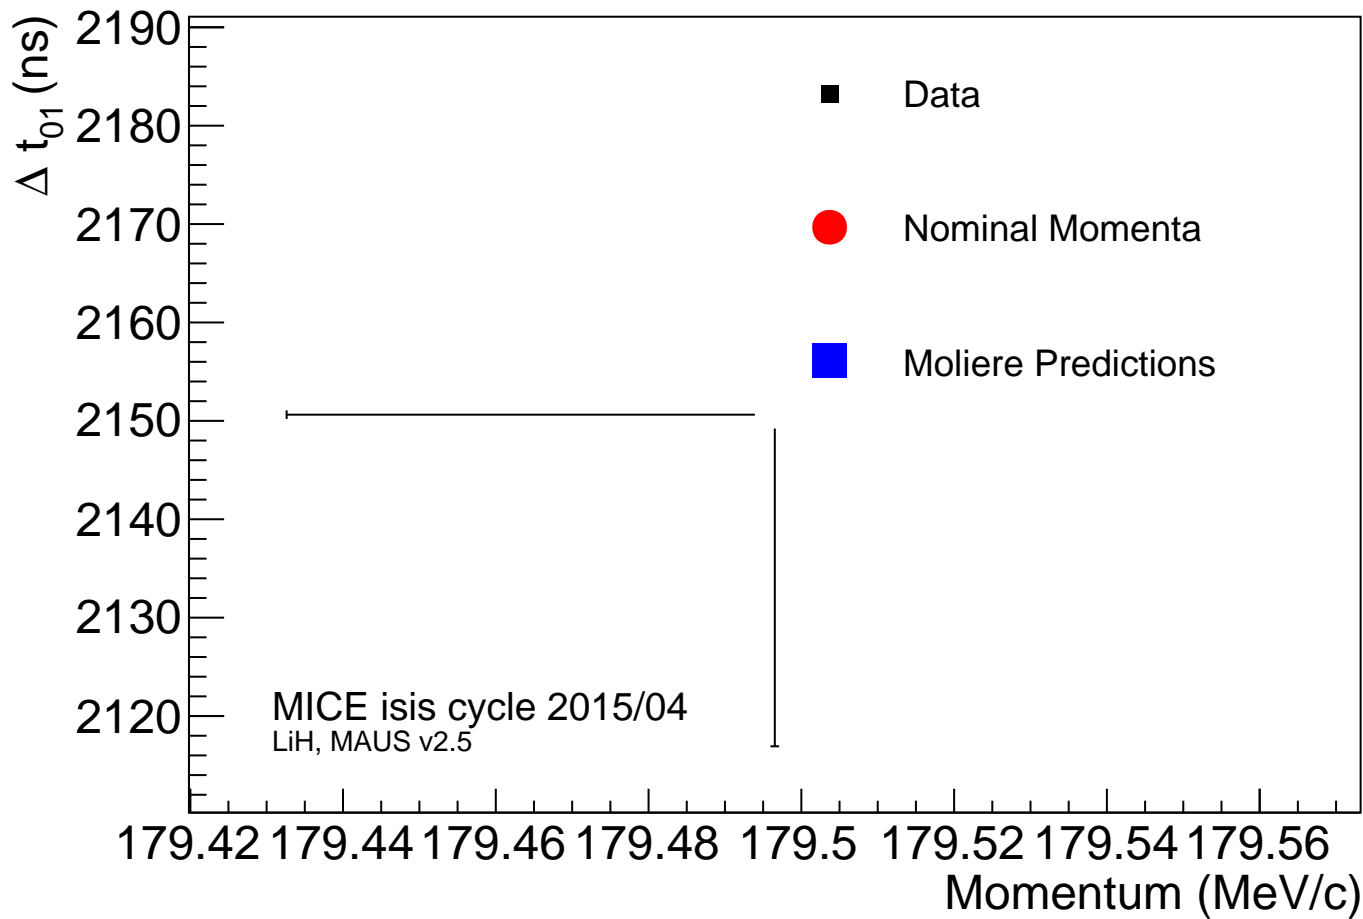 Δ t01 (ns)
2190
2180
2170
2160
2150
2140
2130
2120
Data
Nominal Momenta
Moliere Predictions
MICE isis cycle 2015/04
LiH, MAUS v2.5
179.42 179.44 179.46 179.48 179.5 179.52 179.54 179.56
Momentum (MeV/c)